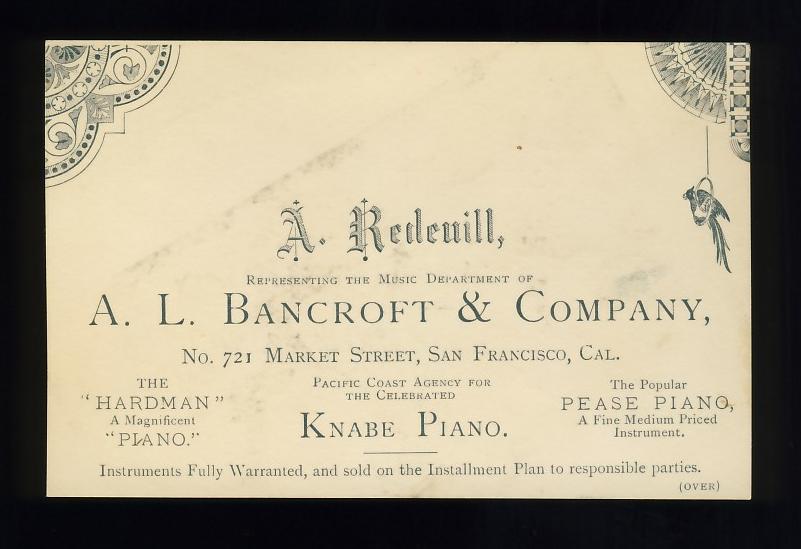 A. Redevill,
REPRESENTING THE MUSIC DEPARTMENT OF
A. L. BANCROFT & COMPANY,
No. 721 MARKET STREET, SAN FRANCISCO, CAL.
THE
"HARDMAN"
A Magnificent
"PIANO."
PACIFIC COAST AGENCY FOR
THE CELEBRATED
KNABE PIANO.
The Popular
PEASE PIANO,
A Fine Medium Priced
Instrument.
Instruments Fully Warranted, and sold on the Installment Plan to responsible parties.
(OVER)